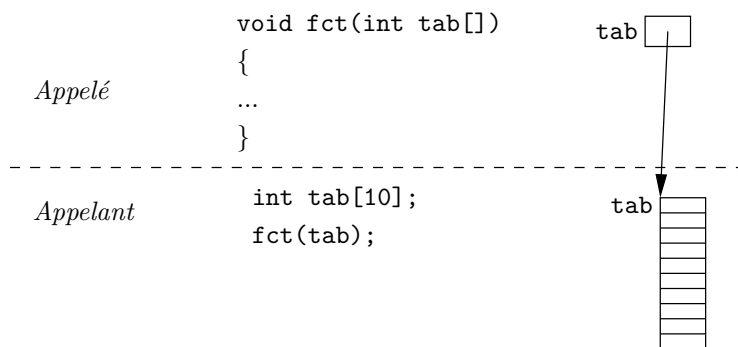 void fct(int tab[])
tab
{
Appelé
...
}
Appelant
int tab[10];
tab
fct(tab);